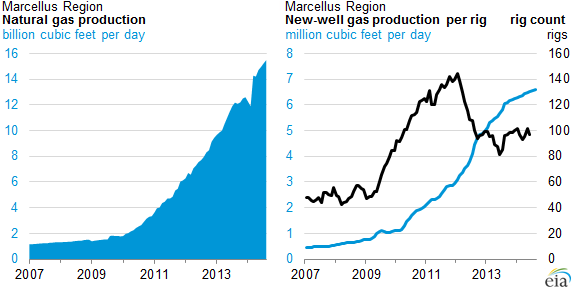 Marcellus Region
Natural gas production
billion cubic feet per day
16
14
12
10
8
6
4
2
0
2007 2009 2011 2013
Marcellus Region
New-well gas production per rig rig count
million cubic feet per day rigs
8 160
7 140
6 120
5 100
4 80
3 60
2 40
1 20
0 0
2007 2009 2011 2013
eia